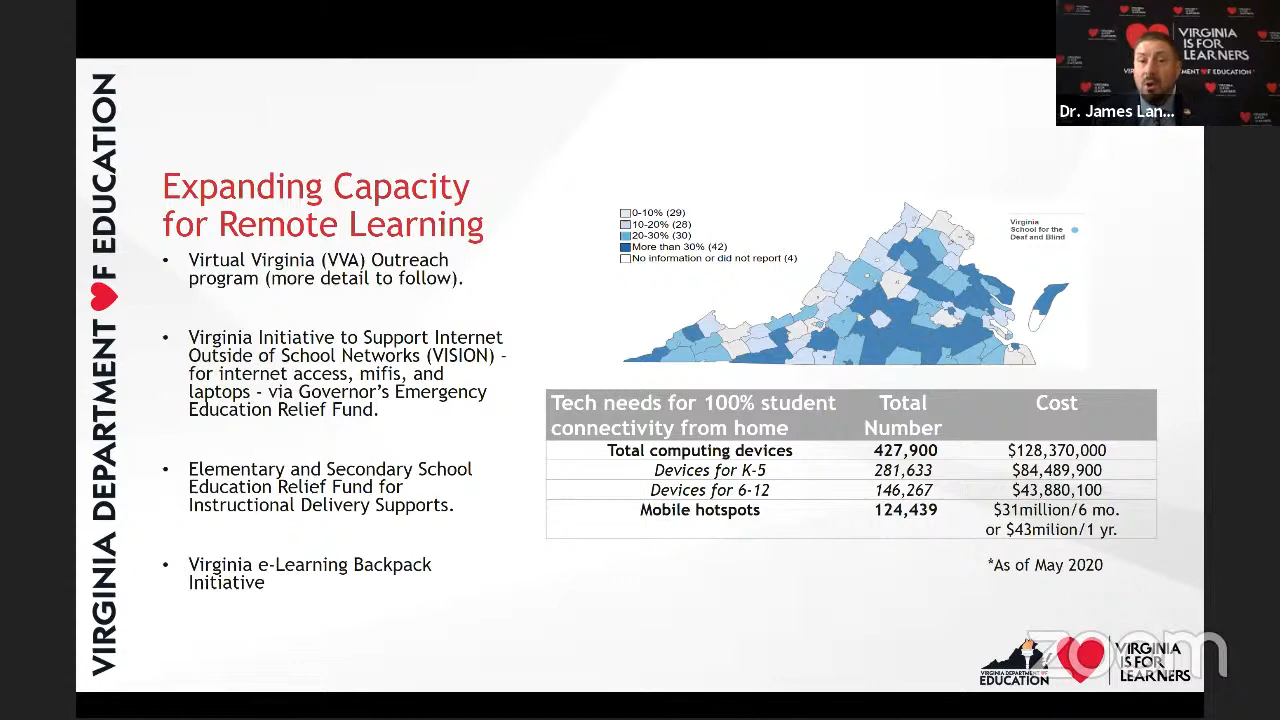 VIRGINIA DEPARTMENT OF EDUCATION
VIRGINIA
IS FOR
LEARNERS
Dr. James Lan...
Expanding Capacity
for Remote Learning
• Virtual Virginia (VVA) Outreach
program (more detail to follow).
• Virginia Initiative to Support Internet
Outside of School Networks (VISION) -
for internet access, mifis, and
laptops - via Governor's Emergency
Education Relief Fund.
• Elementary and Secondary School
Education Relief Fund for
Instructional Delivery Supports.
• Virginia e-Learning Backpack
Initiative
0-10% (29)
10-20% (28)
20-30% (30)
More than 30% (42)
No information or did not report (4)
Virginia
School for the
Deaf and Blind
Tech needs for 100% student Total Cost
connectivity from home Number
Total computing devices 427,900 $128,370,000
Devices for K-5 281,633 $84,489,900
Devices for 6-12 146,267 $43,880,100
Mobile hotspots 124,439 $31million/6 mo.
or $43milion/1 yr.
*As of May 2020
VIRGINIA DEPARTMENT OF
EDUCATION
VIRGINIA
IS FOR
LEARNERS
zoom